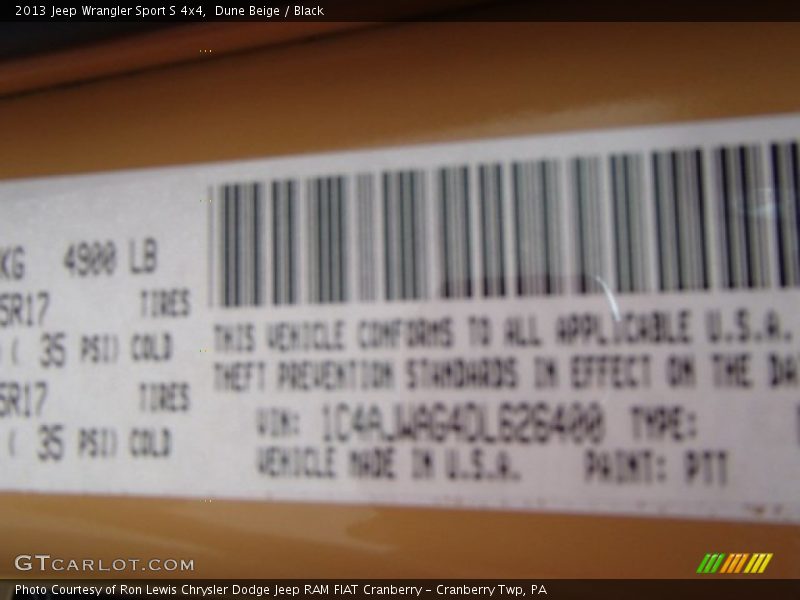 2013 Jeep Wrangler Sport S 4x4, Dune Beige / Black
KG 4900 LB
5R17 TIRES
( 35 PSI) COLD
5R17 TIRES
( 35 PSI) COLD
THIS VEHICLE CONFORMS TO ALL APPLICABLE U.S.A.
THEFT PREVENTION STANDARDS IN EFFECT ON THE DA
VIN: 1C4AJWAG4DL626400 TYPE:
VEHICLE MADE IN U.S.A. PAINT: PTT
GTCARLOT.COM
Photo Courtesy of Ron Lewis Chrysler Dodge Jeep RAM FIAT Cranberry – Cranberry Twp, PA